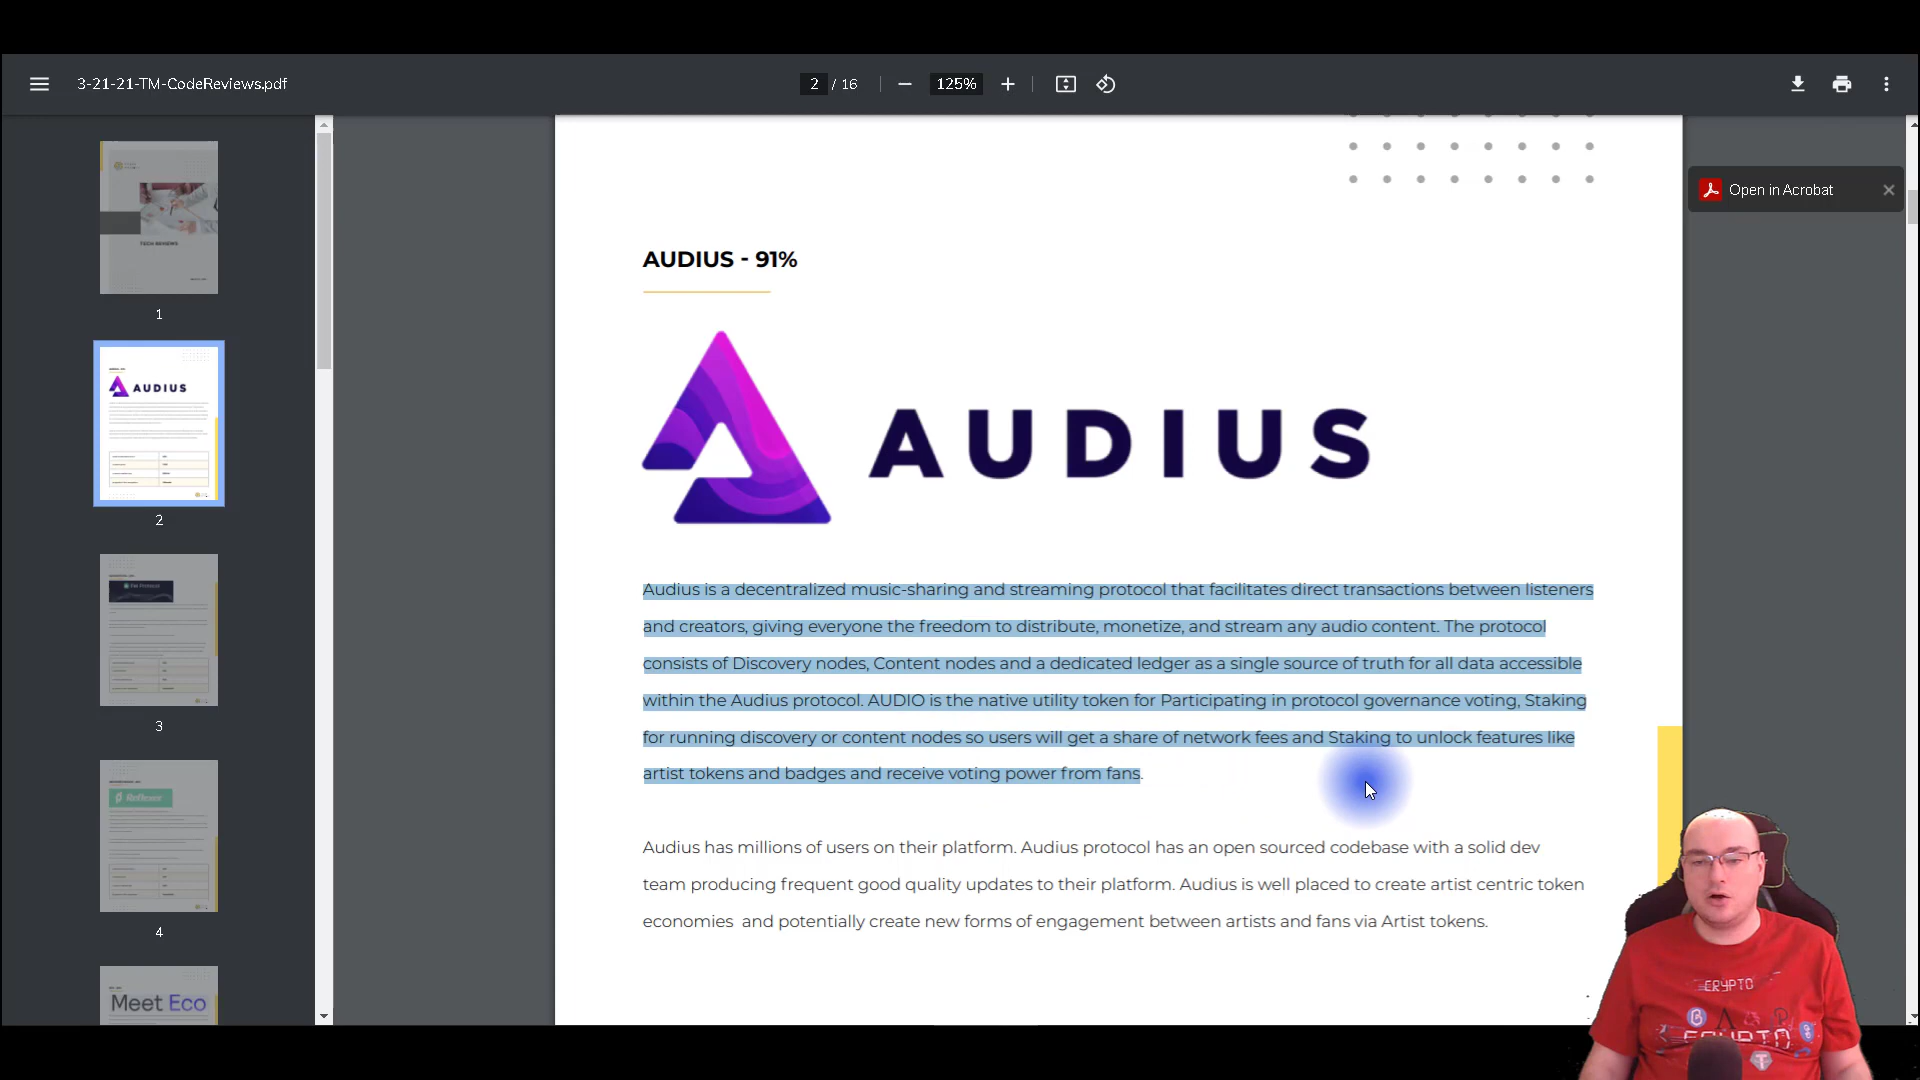 3-21-21-TM-CodeReviews.pdf
2 / 16
125%
Open in Acrobat
TECH REVIEWS
1
AUDIUS
2
3
Reflexer
4
Meet Eco
AUDIUS - 91%
AUDIUS
Audius is a decentralized music-sharing and streaming protocol that facilitates direct transactions between listeners
and creators, giving everyone the freedom to distribute, monetize, and stream any audio content. The protocol
consists of Discovery nodes, Content nodes and a dedicated ledger as a single source of truth for all data accessible
within the Audius protocol. AUDIO is the native utility token for Participating in protocol governance voting, Staking
for running discovery or content nodes so users will get a share of network fees and Staking to unlock features like
artist tokens and badges and receive voting power from fans.
Audius has millions of users on their platform. Audius protocol has an open sourced codebase with a solid dev
team producing frequent good quality updates to their platform. Audius is well placed to create artist centric token
economies  and potentially create new forms of engagement between artists and fans via Artist tokens.
CRYPTO
CRYPTO